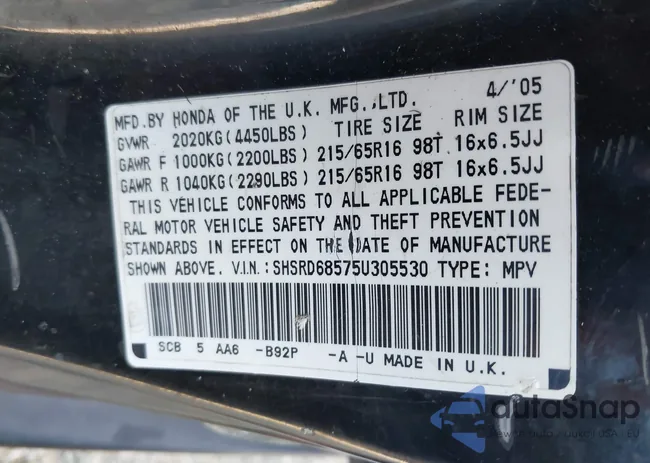 MFD.BY HONDA OF THE U.K. MFG.,LTD. 4/'05
GVWR 2020KG(4450LBS) TIRE SIZE RIM SIZE
GAWR F 1000KG(2200LBS) 215/65R16 98T 16x6.5JJ
GAWR R 1040KG(2290LBS) 215/65R16 98T 16x6.5JJ
THIS VEHICLE CONFORMS TO ALL APPLICABLE FEDE-
RAL MOTOR VEHICLE SAFETY AND THEFT PREVENTION
STANDARDS IN EFFECT ON THE DATE OF MANUFACTURE
SHOWN ABOVE. V.I.N.:SHSRD68575U305530 TYPE: MPV
SCB 5 AA6 -B92P -A -U MADE IN U.K.
autoSnap